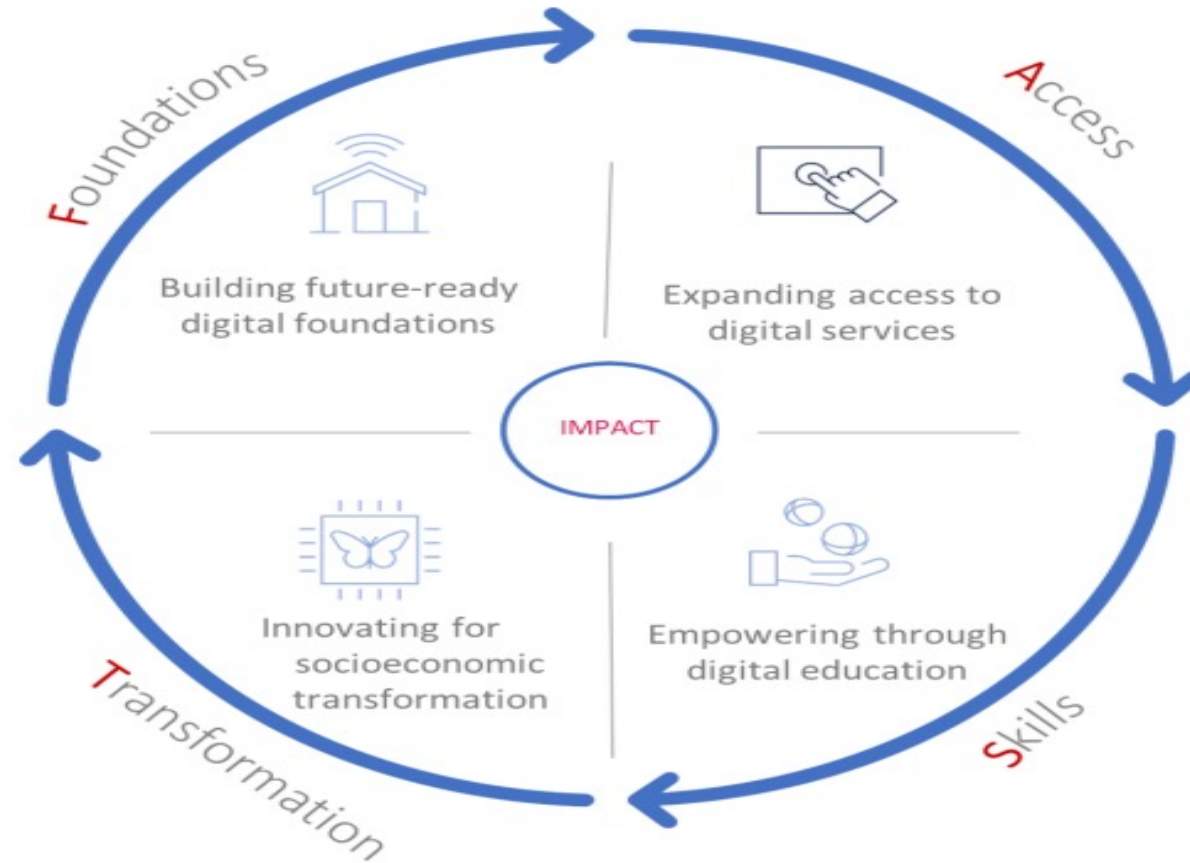 Foundations
Access
Building future-ready
digital foundations
Expanding access to
digital services
IMPACT
Innovating for
socioeconomic
transformation
Empowering through
digital education
Transformation
Skills